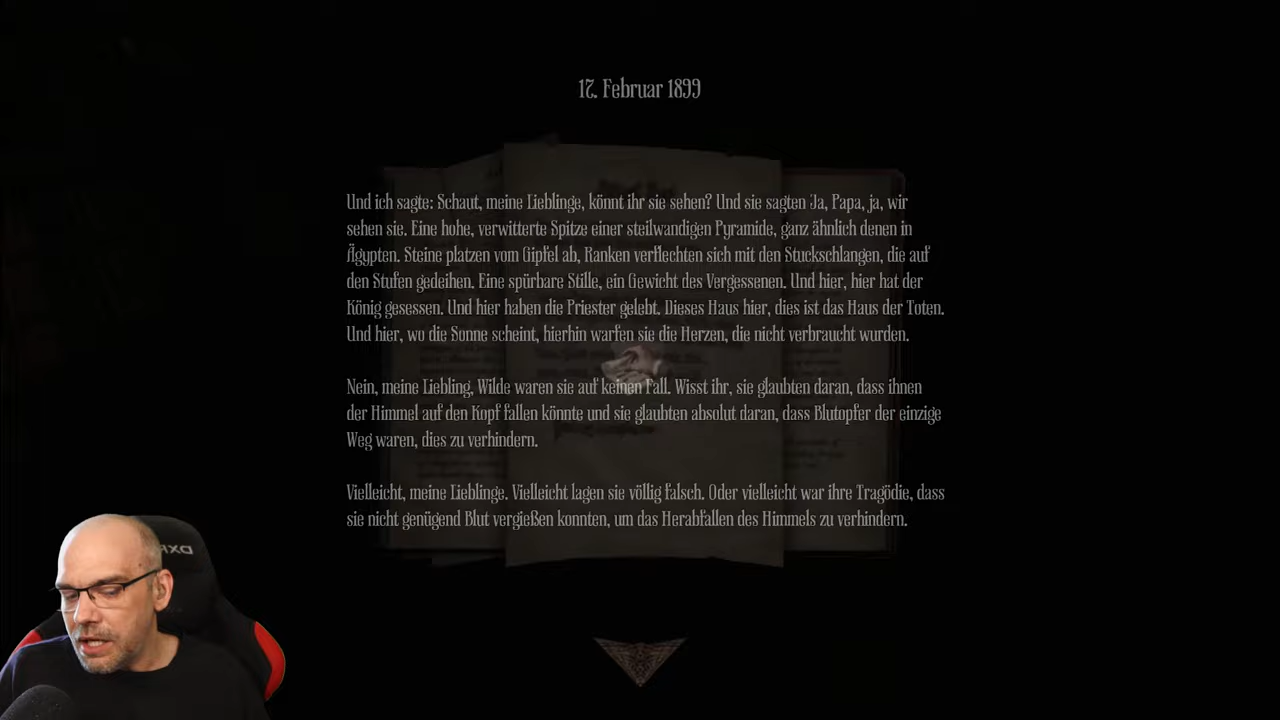 17. Februar 1899
Und ich sagte: Schaut, meine Lieblinge, könnt ihr sie sehen? Und sie sagten 'Ja, Papa, ja, wir
sehen sie. Eine hohe, verwitterte Spitze einer steilwandigen Pyramide, ganz ähnlich denen in
Ägypten. Steine platzen vom Gipfel ab, Ranken verflechten sich mit den Stuckschlangen, die auf
den Stufen gedeihen. Eine spürbare Stille, ein Gewicht des Vergessenen. Und hier, hier hat der
König gesessen. Und hier haben die Priester gelebt. Dieses Haus hier, dies ist das Haus der Toten.
Und hier, wo die Sonne scheint, hierhin warfen sie die Herzen, die nicht verbraucht wurden.
Nein, meine Liebling, Wilde waren sie auf keinen Fall. Wisst ihr, sie glaubten daran, dass ihnen
der Himmel auf den Kopf fallen könnte und sie glaubten absolut daran, dass Blutopfer der einzige
Weg waren, dies zu verhindern.
Vielleicht, meine Lieblinge. Vielleicht lagen sie völlig falsch. Oder vielleicht war ihre Tragödie, dass
sie nicht genügend Blut vergießen konnten, um das Herabfallen des Himmels zu verhindern.